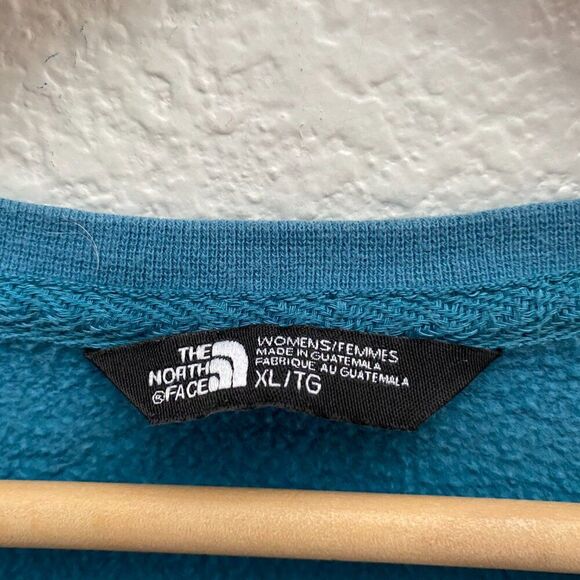 THE
NORTH
®FACE
WOMENS/FEMMES
MADE IN GUATEMALA
FABRIQUE AU GUATEMALA
XL/TG